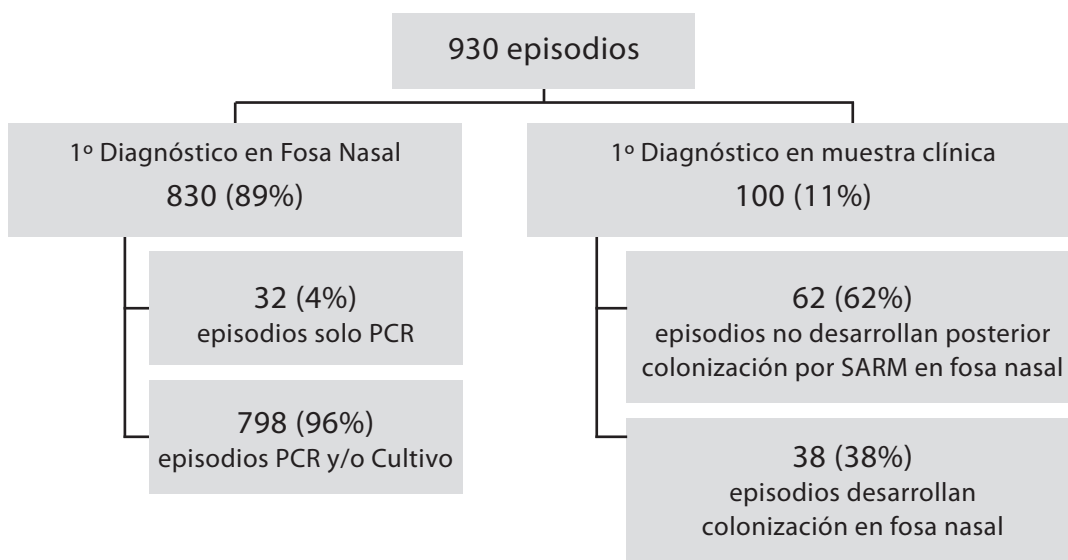 930 episodios
1º Diagnóstico en Fosa Nasal
830 (89%)
32 (4%)
episodios solo PCR
798 (96%)
episodios PCR y/o Cultivo
1º Diagnóstico en muestra clínica
100 (11%)
62 (62%)
episodios no desarrollan posterior
colonización por SARM en fosa nasal
38 (38%)
episodios desarrollan
colonización en fosa nasal